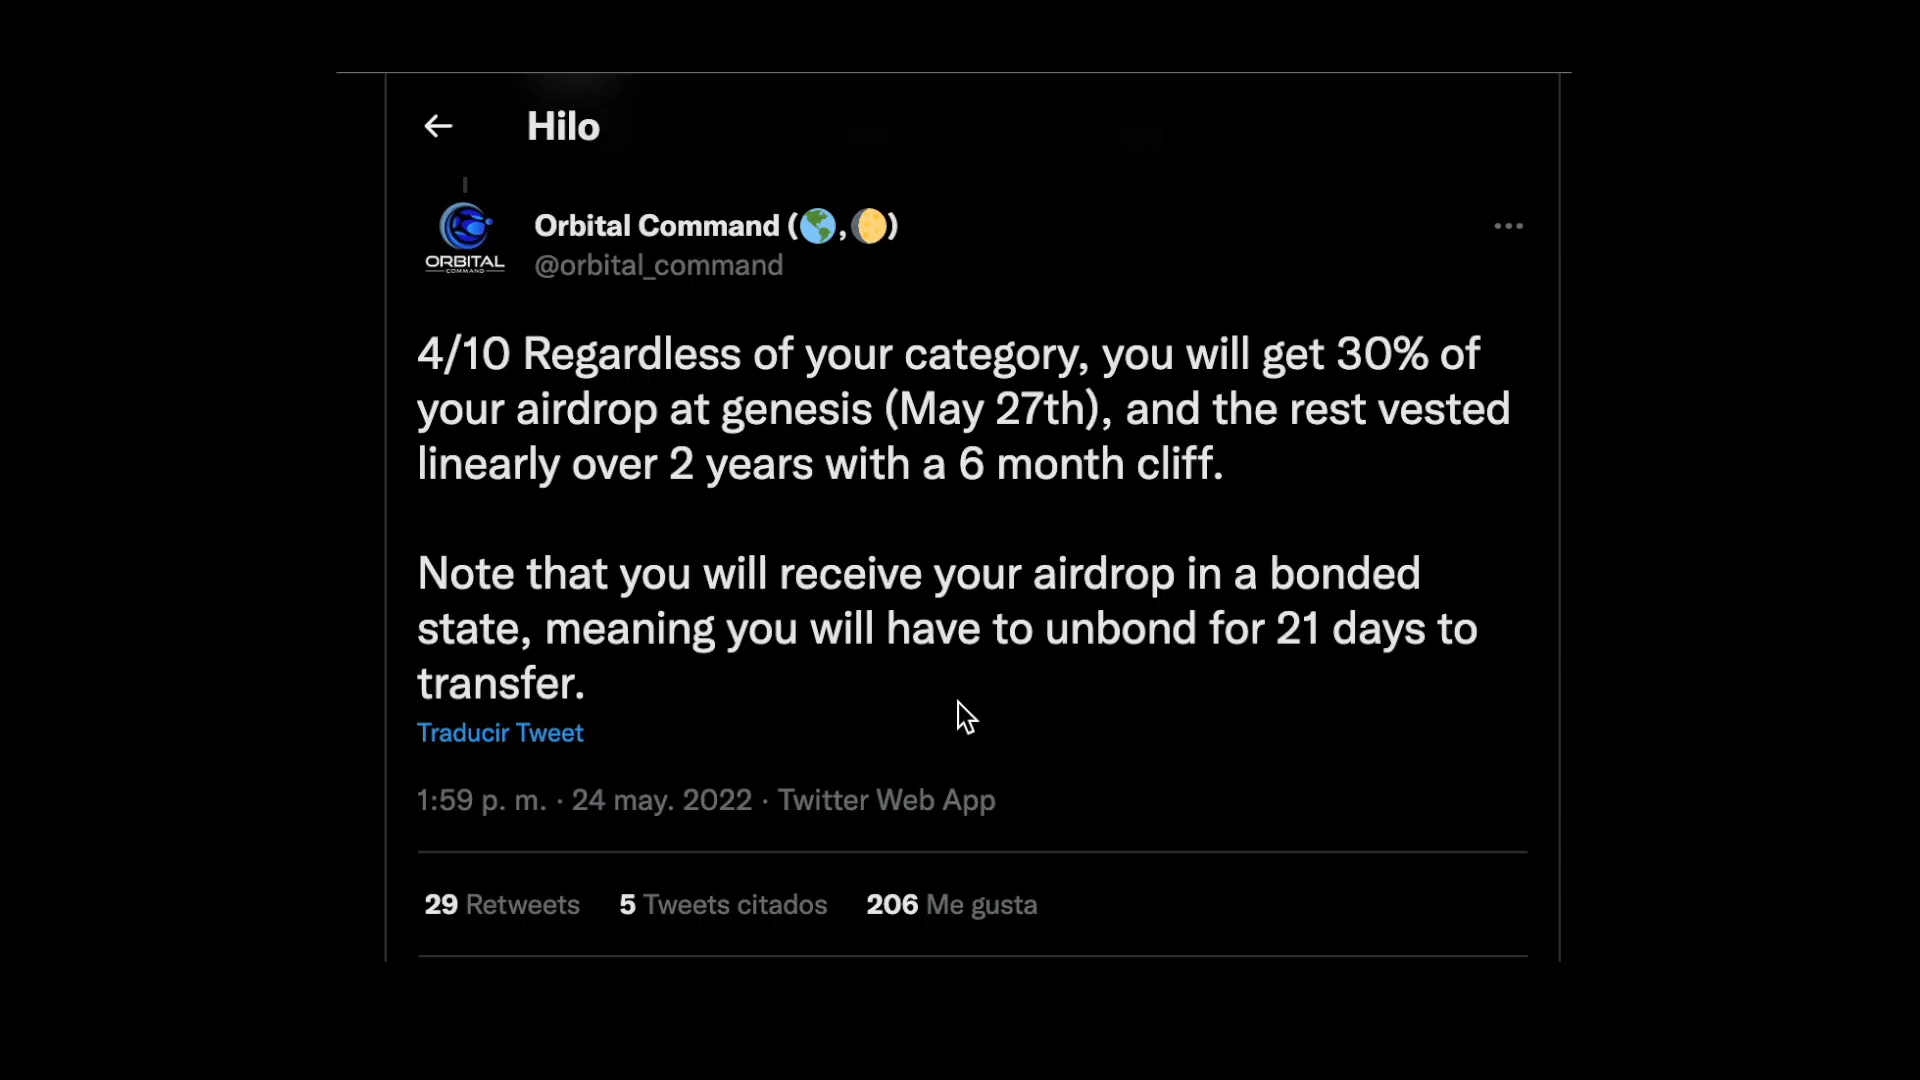 Hilo
ORBITAL
COMMAND
Orbital Command (🌎,🌔)
@orbital_command
4/10 Regardless of your category, you will get 30% of
your airdrop at genesis (May 27th), and the rest vested
linearly over 2 years with a 6 month cliff.
Note that you will receive your airdrop in a bonded
state, meaning you will have to unbond for 21 days to
transfer.
Traducir Tweet
1:59 p. m. · 24 may. 2022 · Twitter Web App
29 Retweets 5 Tweets citados 206 Me gusta